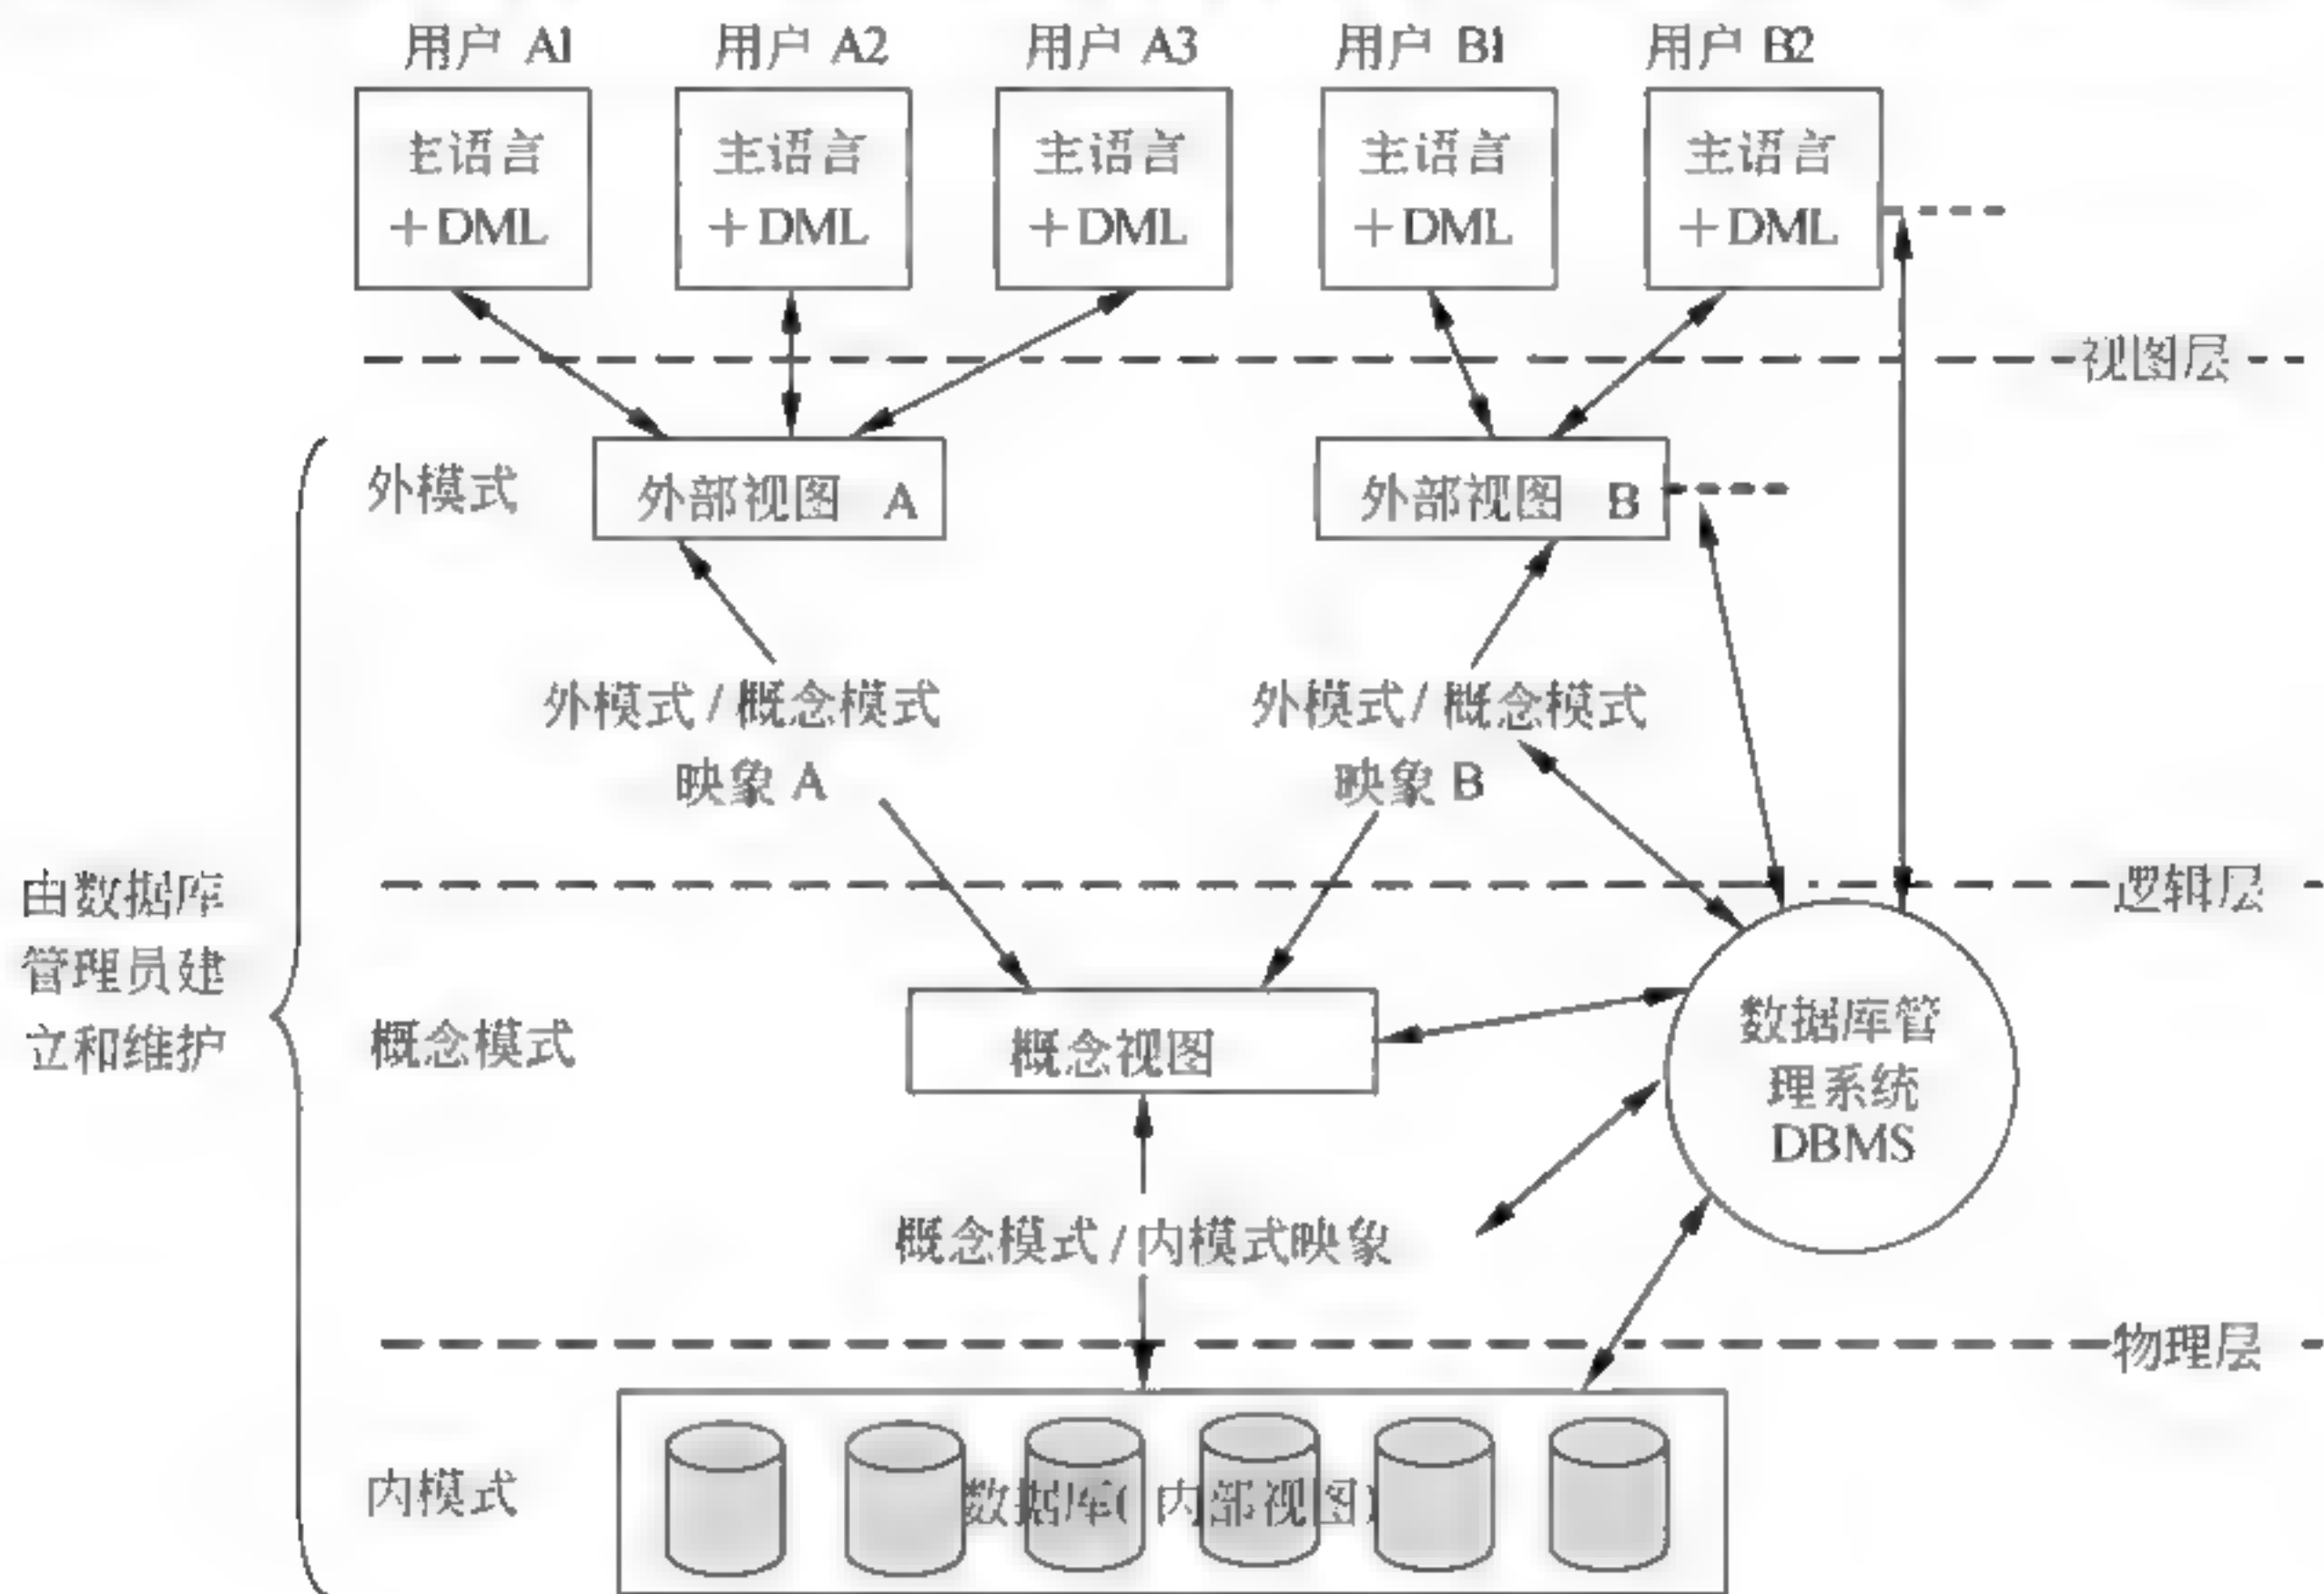 用户 A1
用户 A2
用户 A3
用户 B1
用户 B2
主语言
+DML
主语言
+DML
主语言
+DML
主语言
+DML
主语言
+DML
视图层
外模式
外部视图 A
外部视图 B
外模式/概念模式
映象 A
外模式/概念模式
映象 B
逻辑层
由数据库
管理员建
立和维护
概念模式
概念视图
数据库管
理系统
DBMS
概念模式/内模式映象
物理层
内模式
数据库(内部视图)